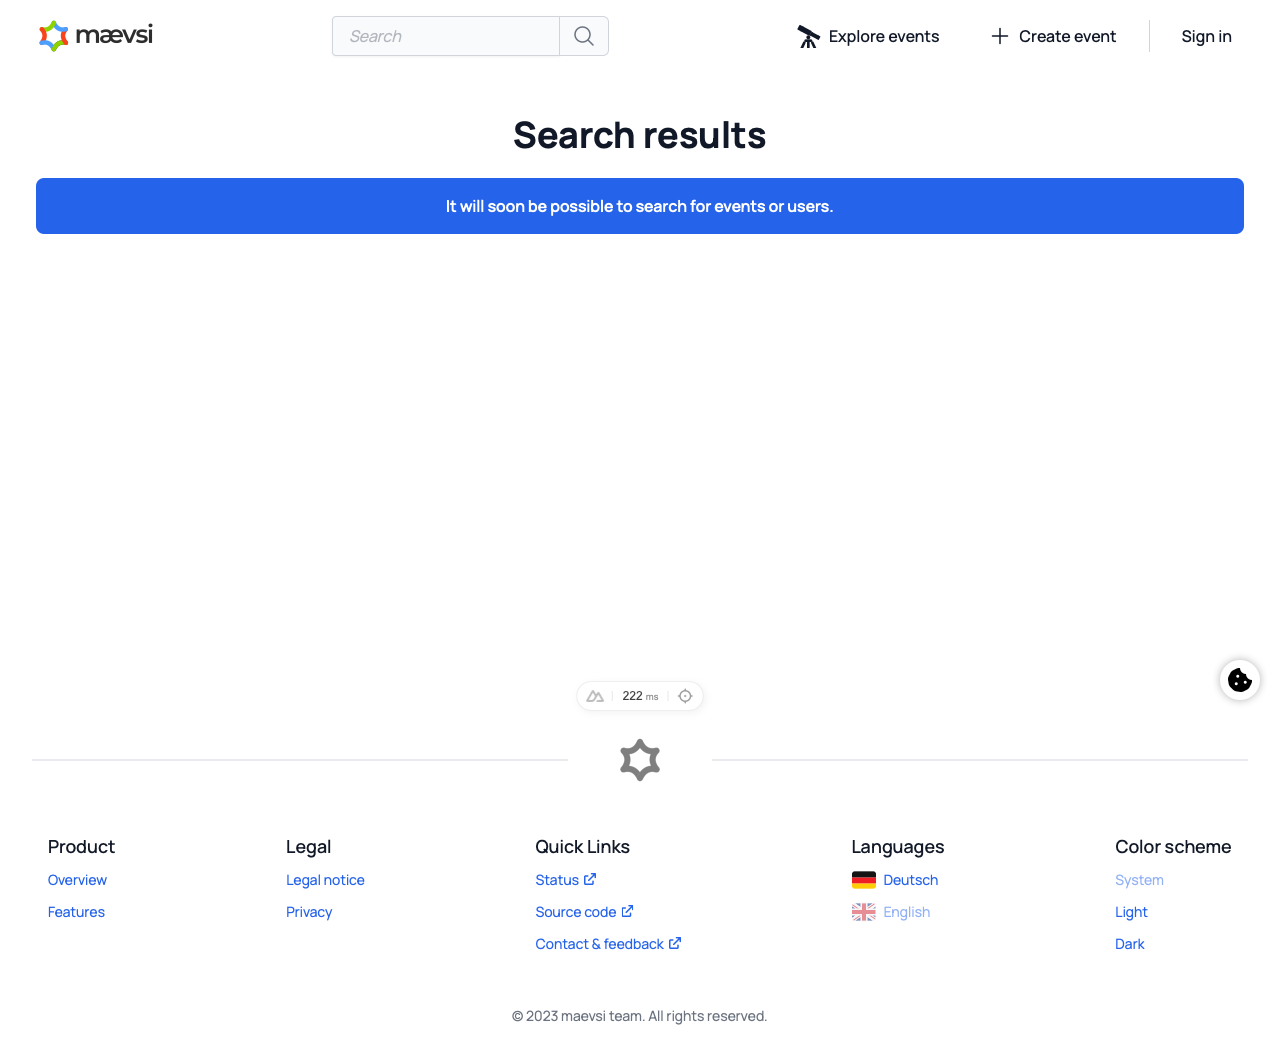 mævsi
Search
Explore events
Create event
Sign in
Search results
It will soon be possible to search for events or users.
222 ms
Product
Overview
Features
Legal
Legal notice
Privacy
Quick Links
Status
Source code
Contact & feedback
Languages
Deutsch
English
Color scheme
System
Light
Dark
© 2023 maevsi team. All rights reserved.